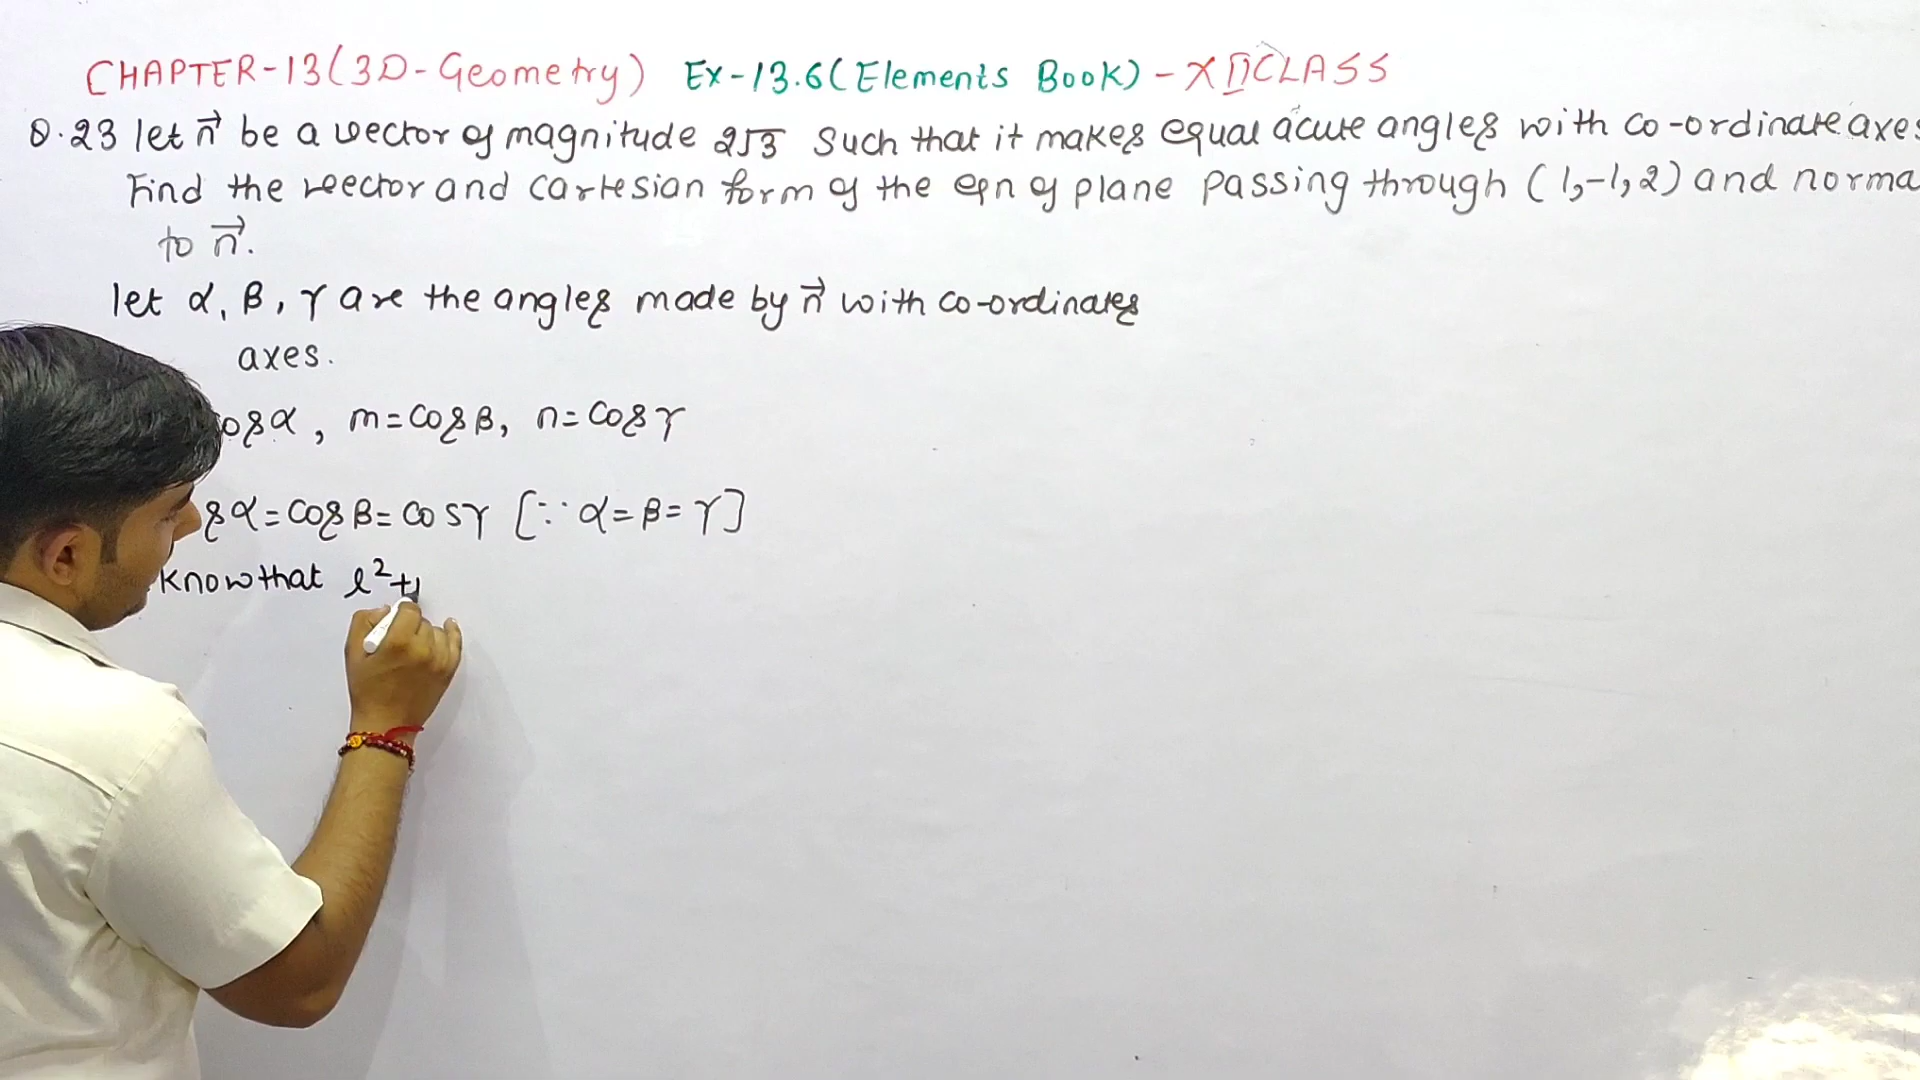 CHAPTER-13(3D-Geometry) Ex-13.6(Elements Book) - XIICLASS
Q.23 let n⃗ be a vector of magnitude 2√3 Such that it makes equal acute angles with co-ordinate axes
Find the vector and cartesian form of the eqn of plane passing through (1,-1,2) and norma
to n⃗.
let α, β, γ are the angles made by n⃗ with co-ordinates
axes.
cosα, m=cosβ, n=cosγ
sα=cosβ=cosγ [∵ α=β=γ]
know that l²+